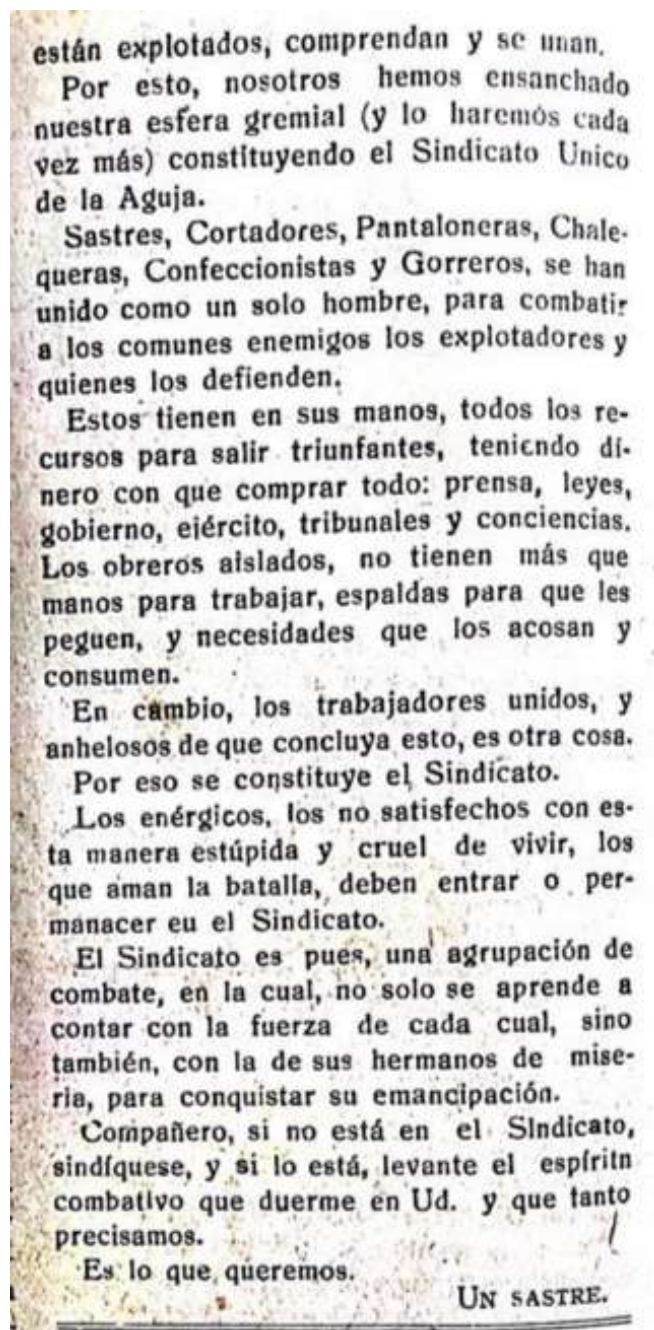 están explotados, comprendan y se unan.
Por esto, nosotros hemos ensanchado
nuestra esfera gremial (y lo haremós cada
vez más) constituyendo el Sindicato Unico
de la Aguja.
Sastres, Cortadores, Pantaloneras, Chale-
queras, Confeccionistas y Gorreros, se han
unido como un solo hombre, para combatir
a los comunes enemigos los explotadores y
quienes los defienden.
Estos tienen en sus manos, todos los re-
cursos para salir triunfantes, teniendo di-
nero con que comprar todo: prensa, leyes,
gobierno, ejército, tribunales y conciencias.
Los obreros aislados, no tienen más que
manos para trabajar, espaldas para que les
peguen, y necesidades que los acosan y
consumen.
En cambio, los trabajadores unidos, y
anhelosos de que concluya esto, es otra cosa.
Por eso se constituye el Sindicato.
Los enérgicos, los no satisfechos con es-
ta manera estúpida y cruel de vivir, los
que aman la batalla, deben entrar o per-
manacer eu el Sindicato.
El Sindicato es pues, una agrupación de
combate, en la cual, no solo se aprende a
contar con la fuerza de cada cual, sino
también, con la de sus hermanos de mise-
ria, para conquistar su emancipación.
Compañero, si no está en el SIndicato,
sindíquese, y si lo está, levante el espíritn
combativo que duerme en Ud. y que tanto
precisamos.
Es lo que queremos.
UN SASTRE.